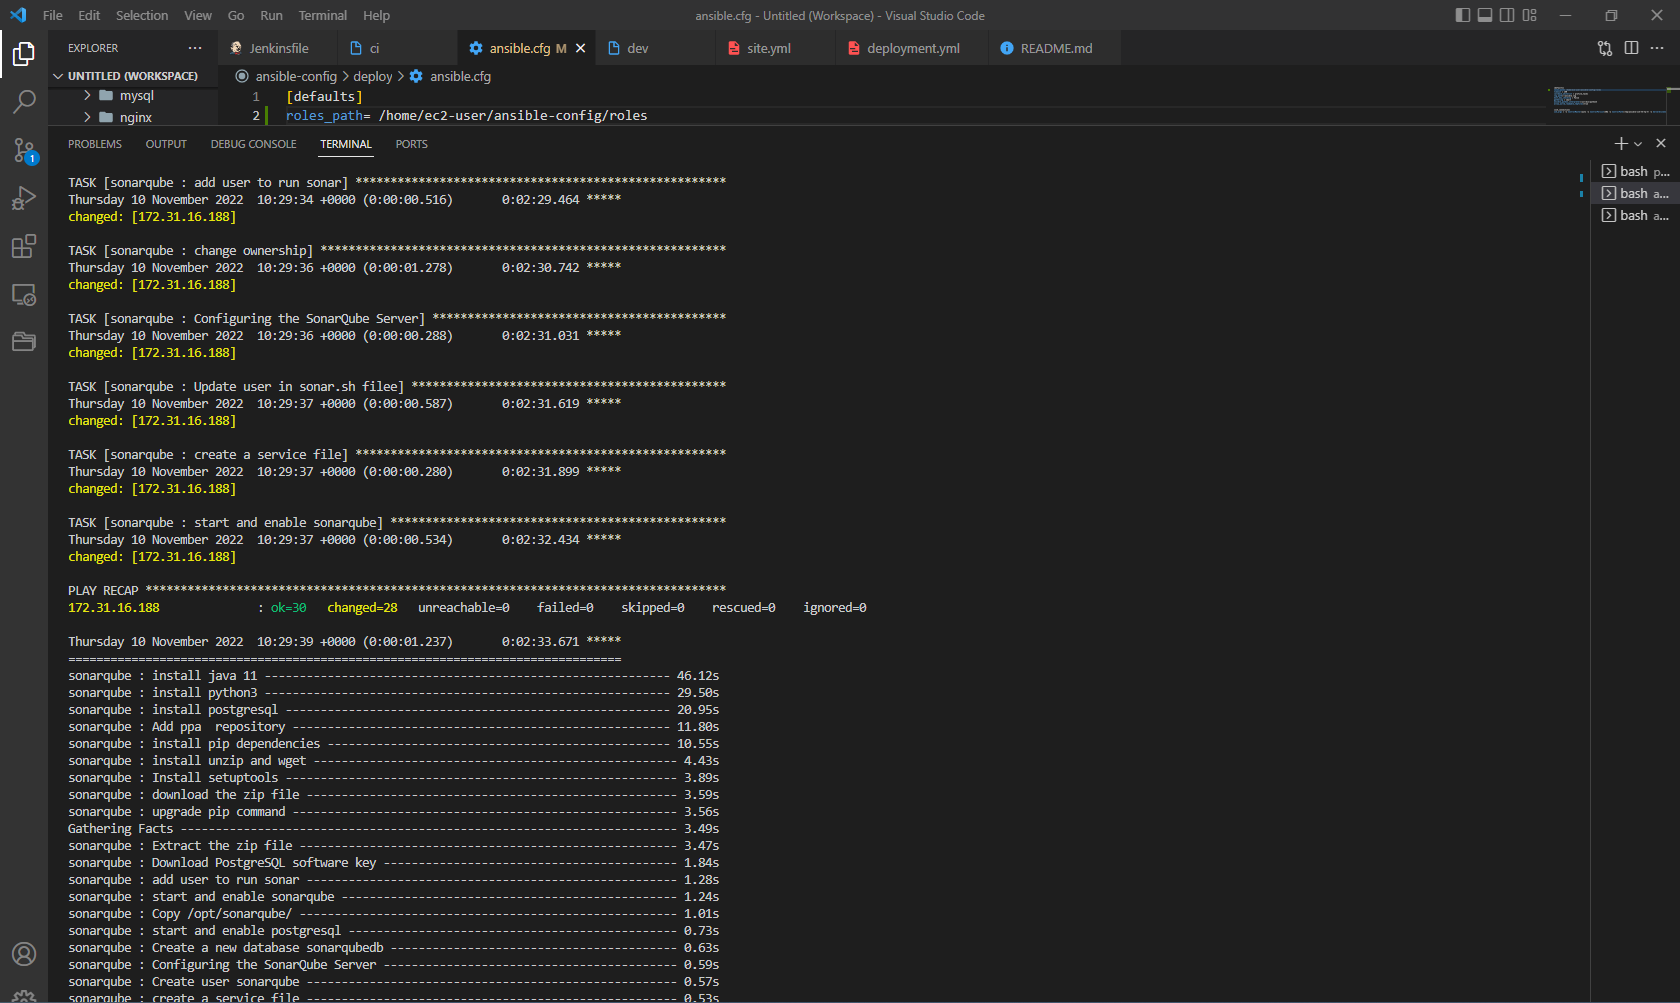 File Edit Selection View Go Run Terminal Help
ansible.cfg - Untitled (Workspace) - Visual Studio Code
EXPLORER
Jenkinsfile
ci
ansible.cfg M
dev
site.yml
deployment.yml
README.md
UNTITLED (WORKSPACE)
ansible-config > deploy > ansible.cfg
mysql
nginx
1 [defaults]
2 roles_path= /home/ec2-user/ansible-config/roles
1
PROBLEMS OUTPUT DEBUG CONSOLE TERMINAL PORTS
bash p...
bash a...
bash a...
TASK [sonarqube : add user to run sonar] *****************************************************
Thursday 10 November 2022  10:29:34 +0000 (0:00:00.516)       0:02:29.464 *****
changed: [172.31.16.188]
TASK [sonarqube : change ownership] **********************************************************
Thursday 10 November 2022  10:29:36 +0000 (0:00:01.278)       0:02:30.742 *****
changed: [172.31.16.188]
TASK [sonarqube : Configuring the SonarQube Server] ******************************************
Thursday 10 November 2022  10:29:36 +0000 (0:00:00.288)       0:02:31.031 *****
changed: [172.31.16.188]
TASK [sonarqube : Update user in sonar.sh filee] *********************************************
Thursday 10 November 2022  10:29:37 +0000 (0:00:00.587)       0:02:31.619 *****
changed: [172.31.16.188]
TASK [sonarqube : create a service file] *****************************************************
Thursday 10 November 2022  10:29:37 +0000 (0:00:00.280)       0:02:31.899 *****
changed: [172.31.16.188]
TASK [sonarqube : start and enable sonarqube] ************************************************
Thursday 10 November 2022  10:29:37 +0000 (0:00:00.534)       0:02:32.434 *****
changed: [172.31.16.188]
PLAY RECAP ***********************************************************************************
172.31.16.188              : ok=30   changed=28   unreachable=0    failed=0    skipped=0    rescued=0    ignored=0
Thursday 10 November 2022  10:29:39 +0000 (0:00:01.237)       0:02:33.671 *****
===============================================================================
sonarqube : install java 11 ---------------------------------------------------------- 46.12s
sonarqube : install python3 ---------------------------------------------------------- 29.50s
sonarqube : install postgresql ------------------------------------------------------- 20.95s
sonarqube : Add ppa  repository ------------------------------------------------------ 11.80s
sonarqube : install pip dependencies ------------------------------------------------- 10.55s
sonarqube : install unzip and wget ---------------------------------------------------- 4.43s
sonarqube : Install setuptools -------------------------------------------------------- 3.89s
sonarqube : download the zip file ----------------------------------------------------- 3.59s
sonarqube : upgrade pip command ------------------------------------------------------- 3.56s
Gathering Facts ----------------------------------------------------------------------- 3.49s
sonarqube : Extract the zip file ------------------------------------------------------ 3.47s
sonarqube : Download PostgreSQL software key ------------------------------------------ 1.84s
sonarqube : add user to run sonar ----------------------------------------------------- 1.28s
sonarqube : start and enable sonarqube ------------------------------------------------ 1.24s
sonarqube : Copy /opt/sonarqube/ ------------------------------------------------------ 1.01s
sonarqube : start and enable postgresql ----------------------------------------------- 0.73s
sonarqube : Create a new database sonarqubedb ----------------------------------------- 0.63s
sonarqube : Configuring the SonarQube Server ------------------------------------------ 0.59s
sonarqube : Create user sonarqube ----------------------------------------------------- 0.57s
sonarqube : create a service file ----------------------------------------------------- 0.53s